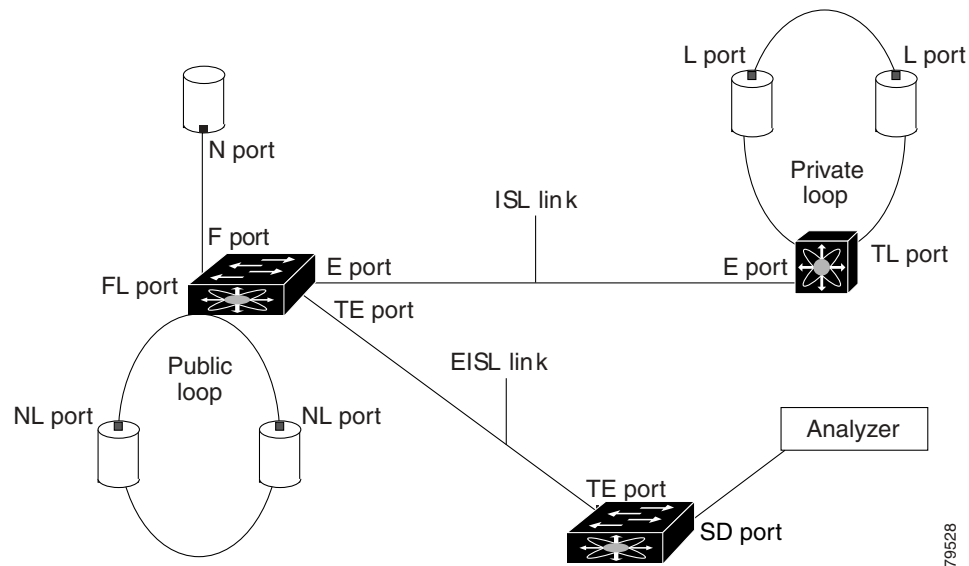 L port
L port
N port
Private
loop
ISL link
F port
E port
E port
TL port
FL port
TE port
Public
loop
EISL link
NL port
NL port
Analyzer
TE port
SD port
79528